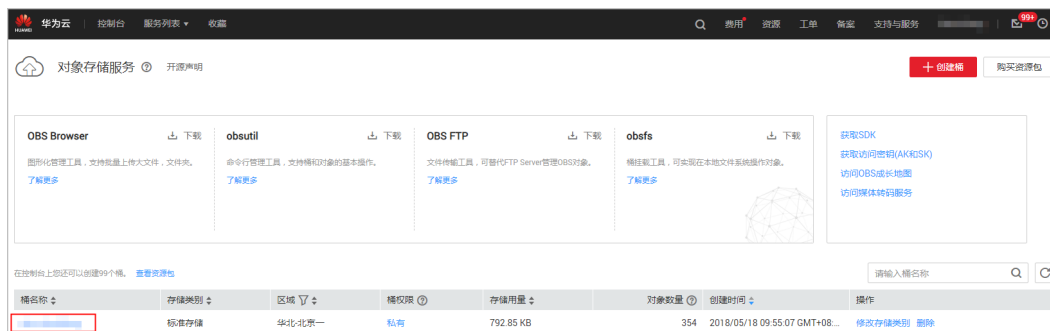 HUAWEI 华为云 控制台 服务列表 收藏 费用 资源 工单 备案 支持与服务 99+
对象存储服务 开源声明 + 创建桶 购买资源包
OBS Browser 下载 obsutil 下载 OBS FTP 下载 obsfs 下载
图形化管理工具，支持批量上传大文件，文件夹。 命令行管理工具，支持桶和对象的基本操作。 文件传输工具，可替代FTP Server管理OBS对象。 桶挂载工具，可实现在本地文件系统操作对象。
了解更多 了解更多 了解更多 了解更多
获取SDK
获取访问密钥(AK和SK)
访问OBS成长地图
访问媒体转码服务
在控制台上您还可以创建99个桶。 查看资源包 请输入桶名称
桶名称 存储类别 区域 桶权限 存储用量 对象数量 创建时间 操作
标准存储 华北-北京一 私有 792.85 KB 354 2018/05/18 09:55:07 GMT+08:... 修改存储类别 删除